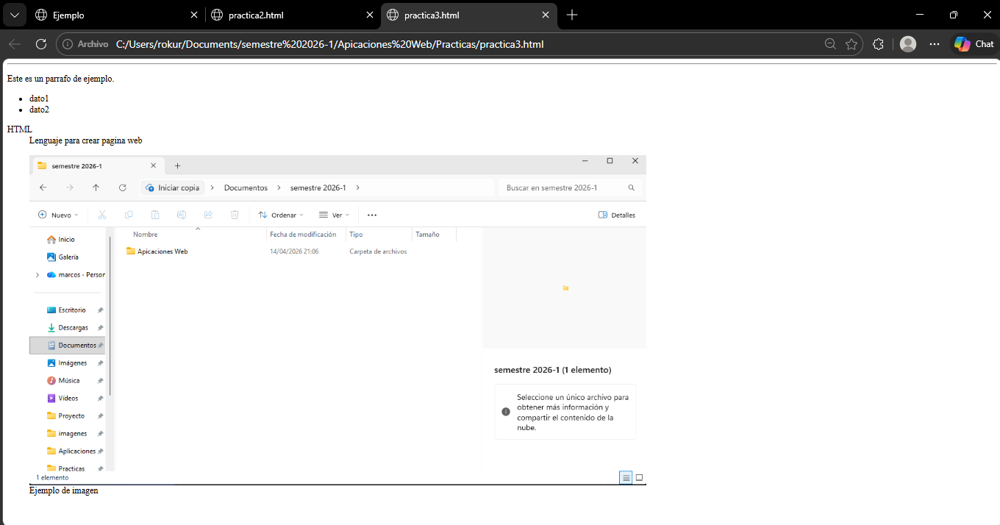 Ejemplo practica2.html practica3.html
Archivo C:/Users/rokur/Documents/semestre%202026-1/Apicaciones%20Web/Practicas/practica3.html Chat
Este es un parrafo de ejemplo.
dato1
dato2
HTML
Lenguaje para crear pagina web
semestre 2026-1
Iniciar copia Documentos semestre 2026-1 Buscar en semestre 2026-1
Nuevo Ordenar Ver Detalles
Nombre Fecha de modificación Tipo Tamaño
Apicaciones Web 14/04/2026 21:06 Carpeta de archivos
Inicio
Galería
marcos - Person
Escritorio
Descargas
Documentos
Imágenes
Música
Vídeos
Proyecto
imagenes
Aplicaciones
Practicas
semestre 2026-1 (1 elemento)
Seleccione un único archivo para
obtener más información y
compartir el contenido de la
nube.
1 elemento
Ejemplo de imagen